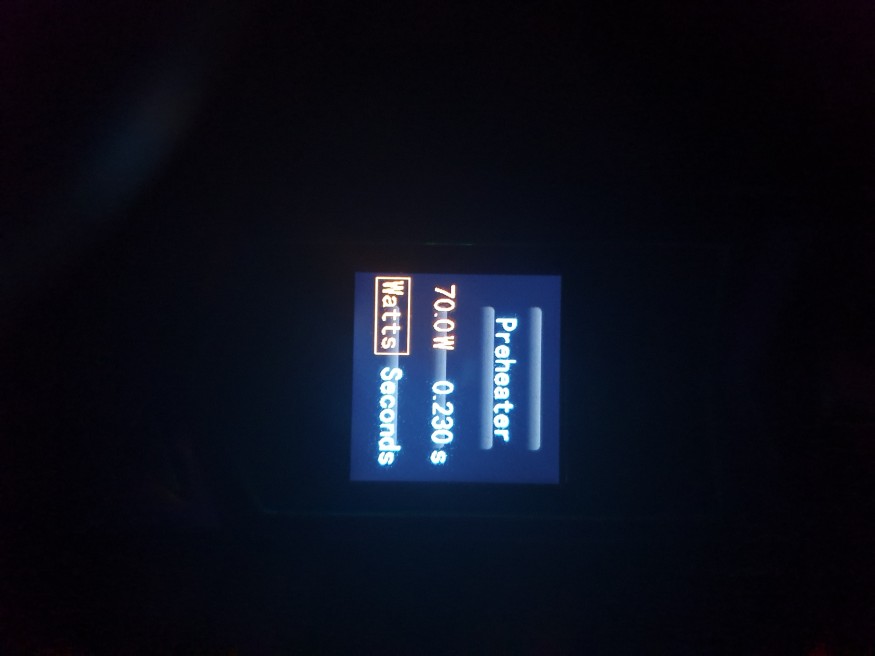 Preheater
70.0W 0.230 s
Watts Seconds